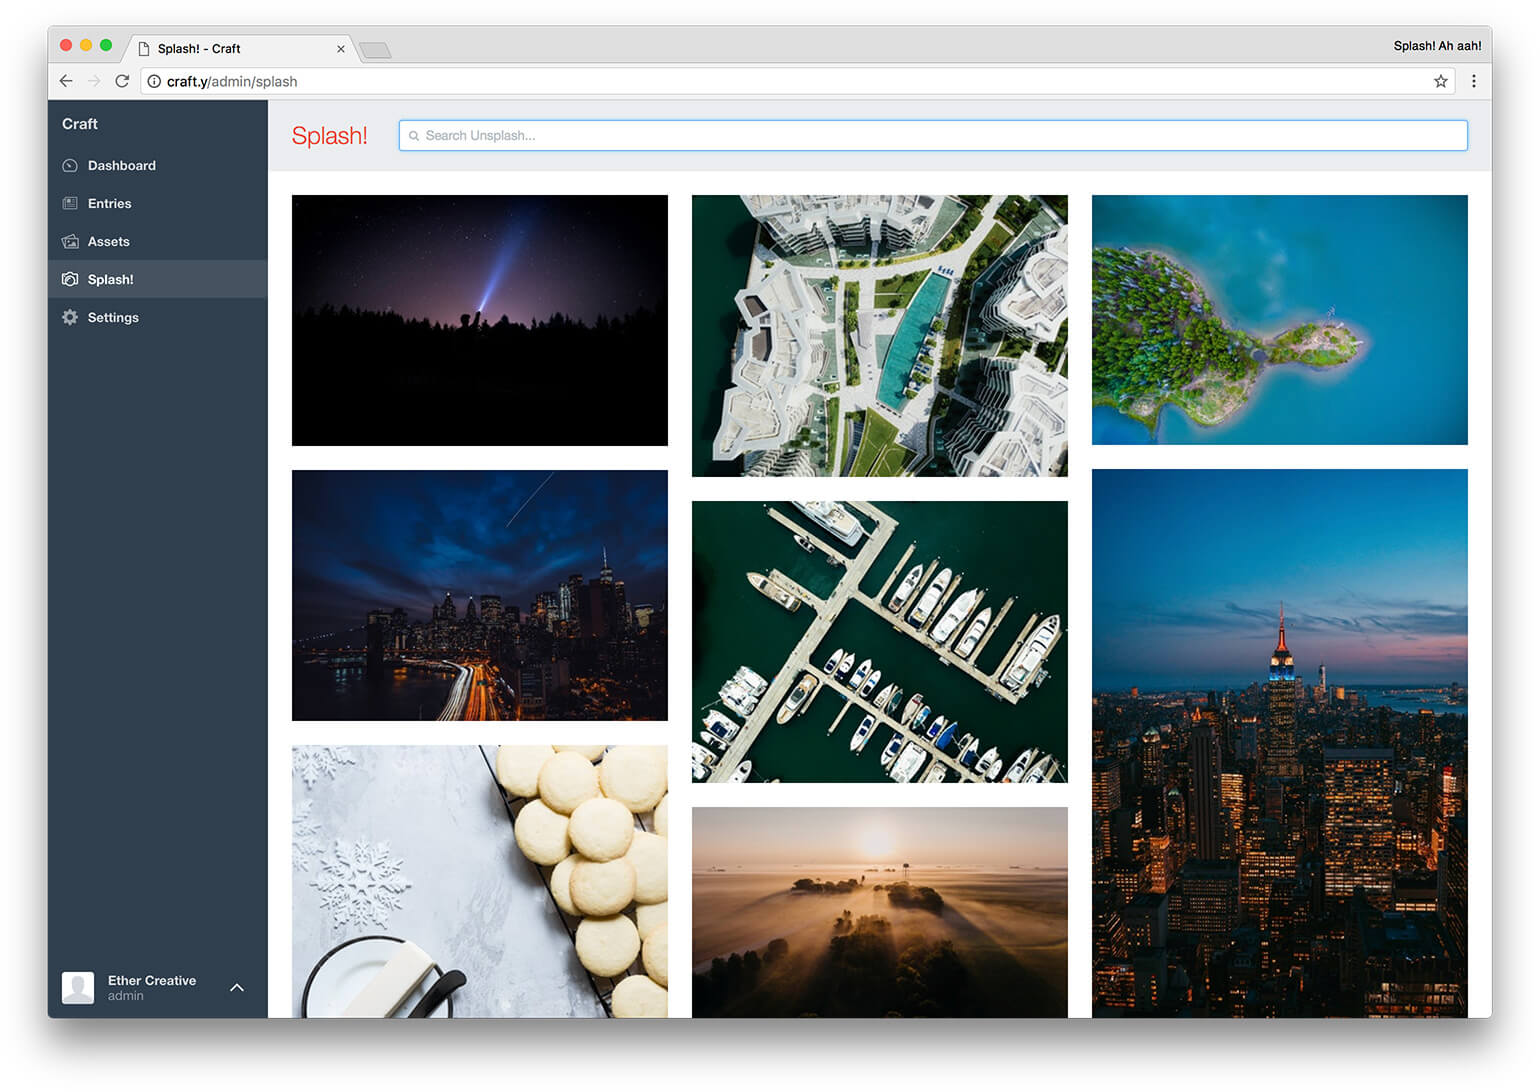 Splash! - Craft
Splash! Ah aah!
craft.y/admin/splash
Craft
Dashboard
Entries
Assets
Splash!
Settings
Ether Creative
admin
Splash!
Search Unsplash...